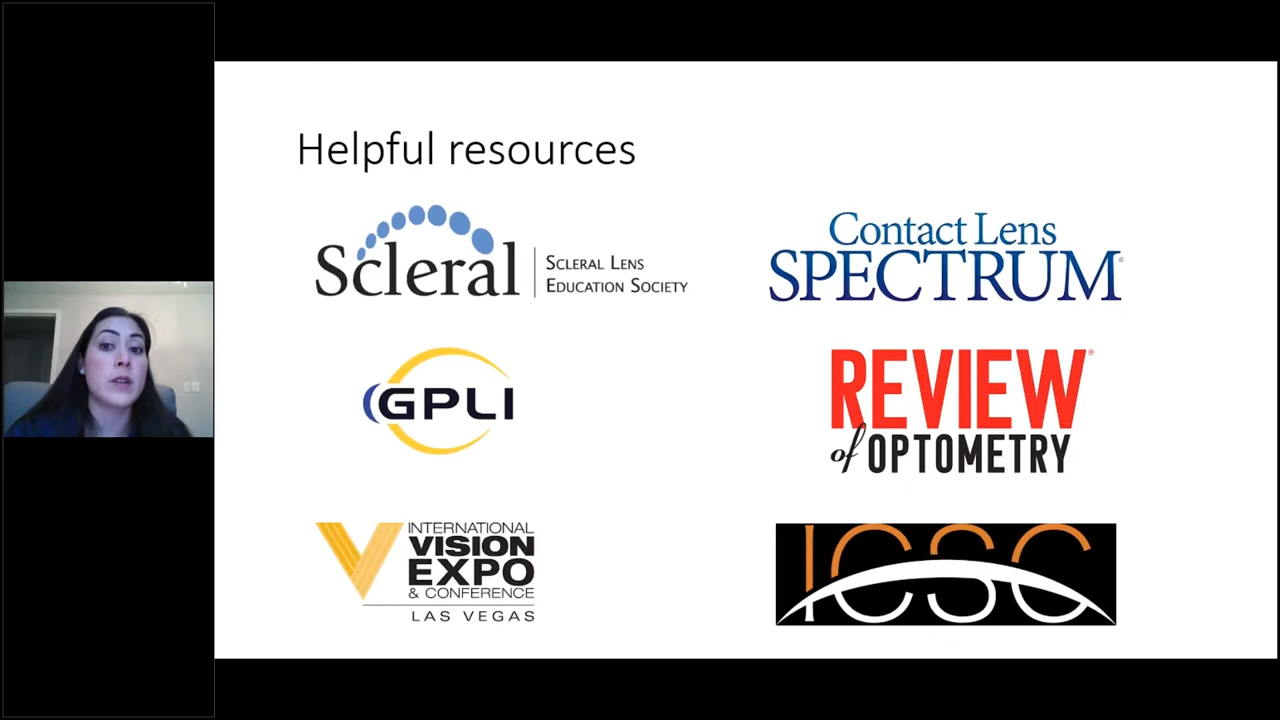 Helpful resources
Scleral
SCLERAL LENS
EDUCATION SOCIETY
Contact Lens
SPECTRUM®
GPLI
REVIEW®
of OPTOMETRY
INTERNATIONAL
VISION
EXPO
& CONFERENCE
LAS VEGAS
ICSC